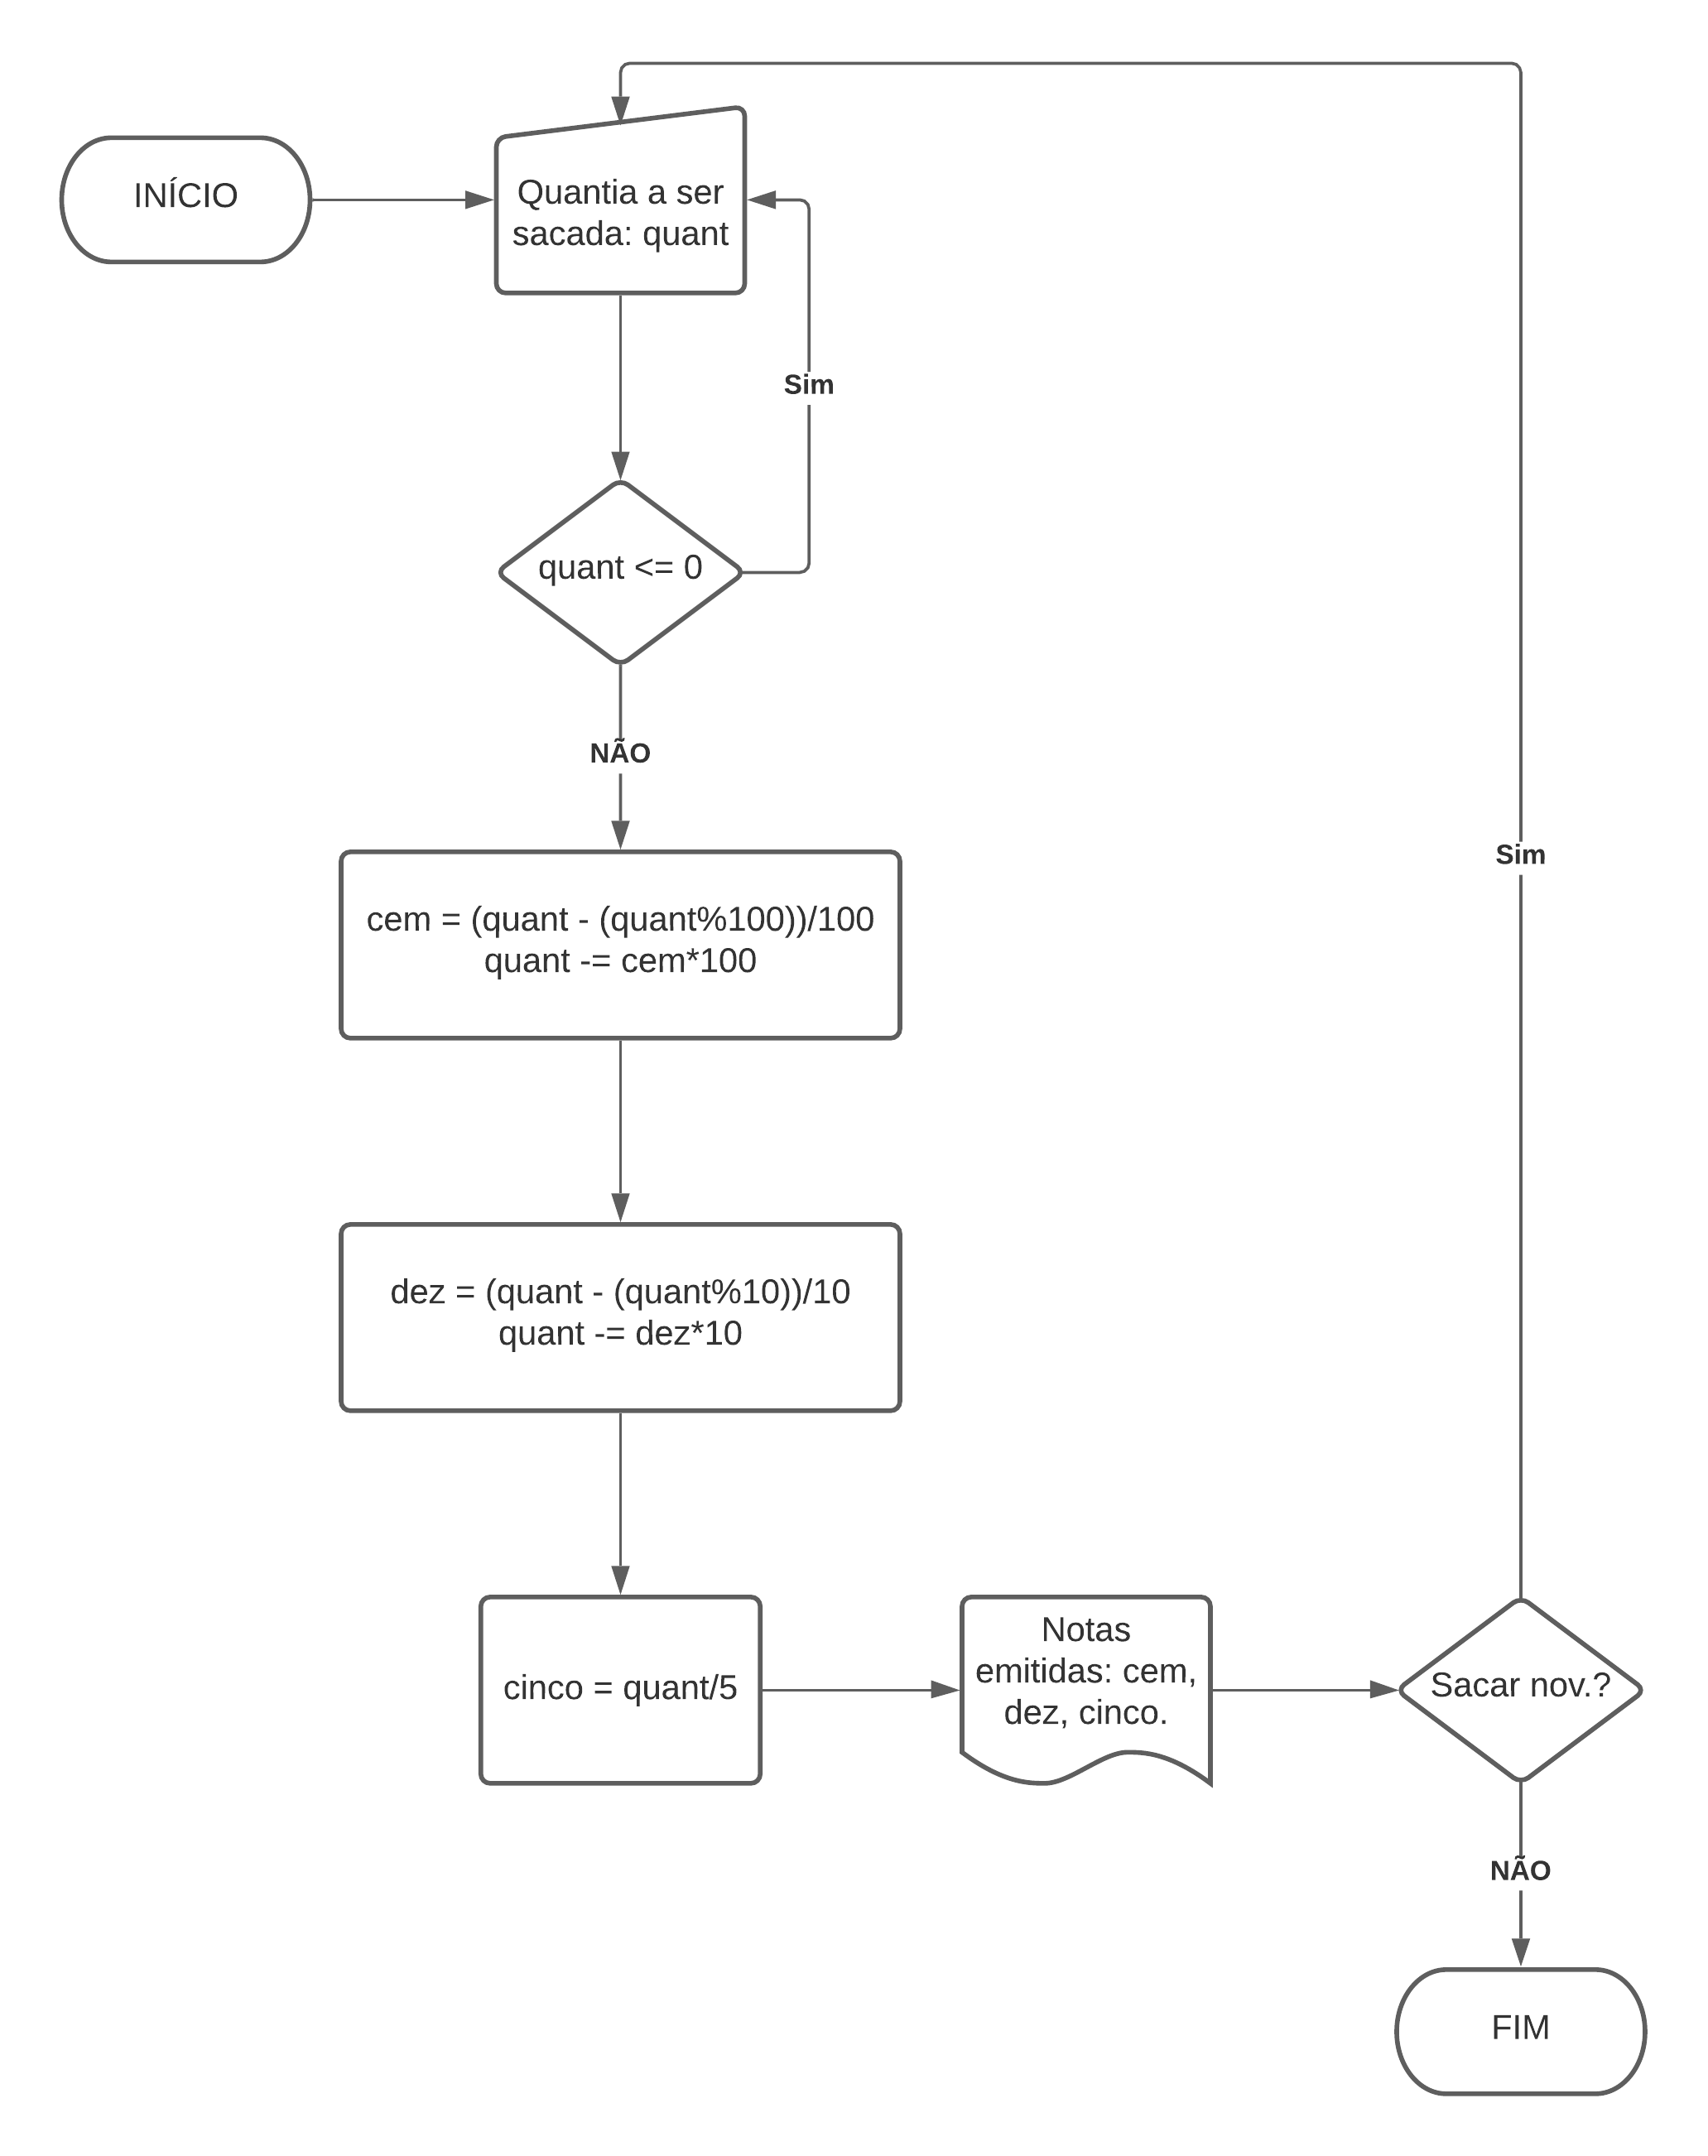 INÍCIO
Quantia a ser
sacada: quant
Sim
quant <= 0
NÃO
cem = (quant - (quant%100))/100
quant -= cem*100
Sim
dez = (quant - (quant%10))/10
quant -= dez*10
cinco = quant/5
Notas
emitidas: cem,
dez, cinco.
Sacar nov.?
NÃO
FIM